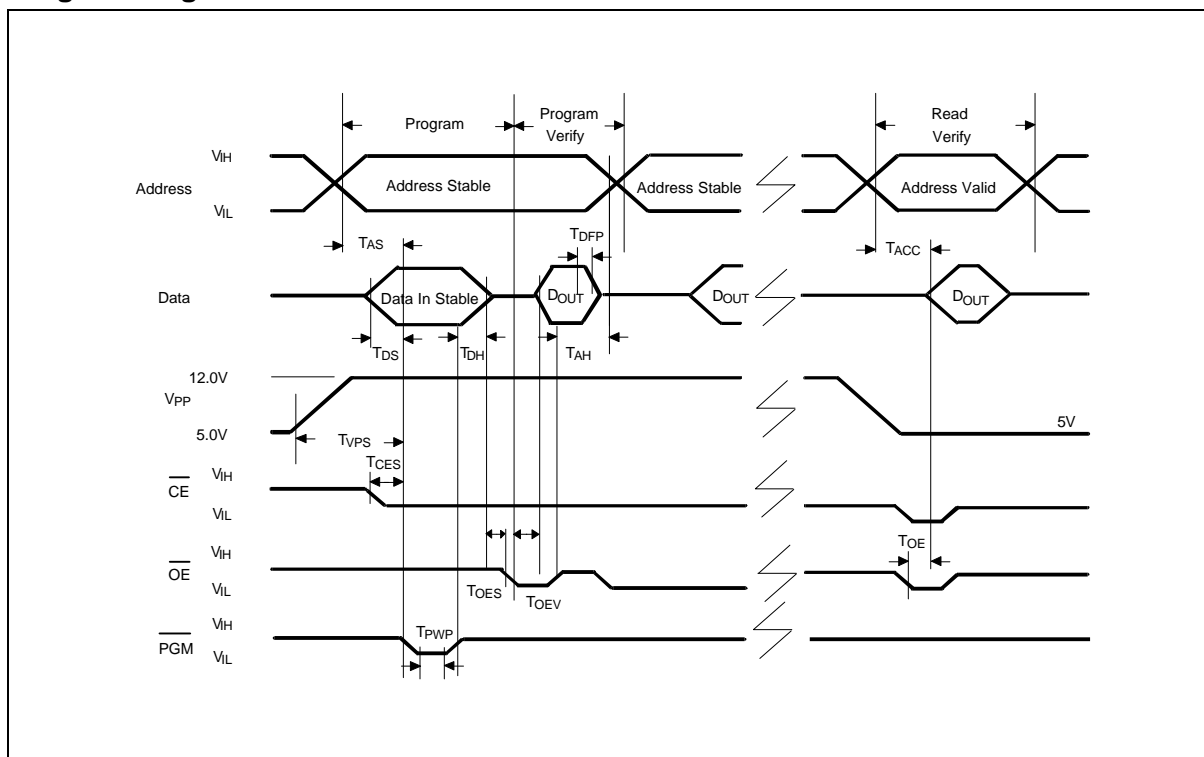 Program
Program
Verify
Read
Verify
VIH
Address
VIL
Address Stable
Address Stable
Address Valid
TAS
TDFP
TACC
Data
Data In Stable
DOUT
DOUT
DOUT
TDS
TDH
TAH
12.0V
VPP
5.0V
5V
TVPS
TCES
VIH
CE
VIL
VIH
OE
VIL
TOES
TOEV
TOE
VIH
PGM
VIL
TPWP